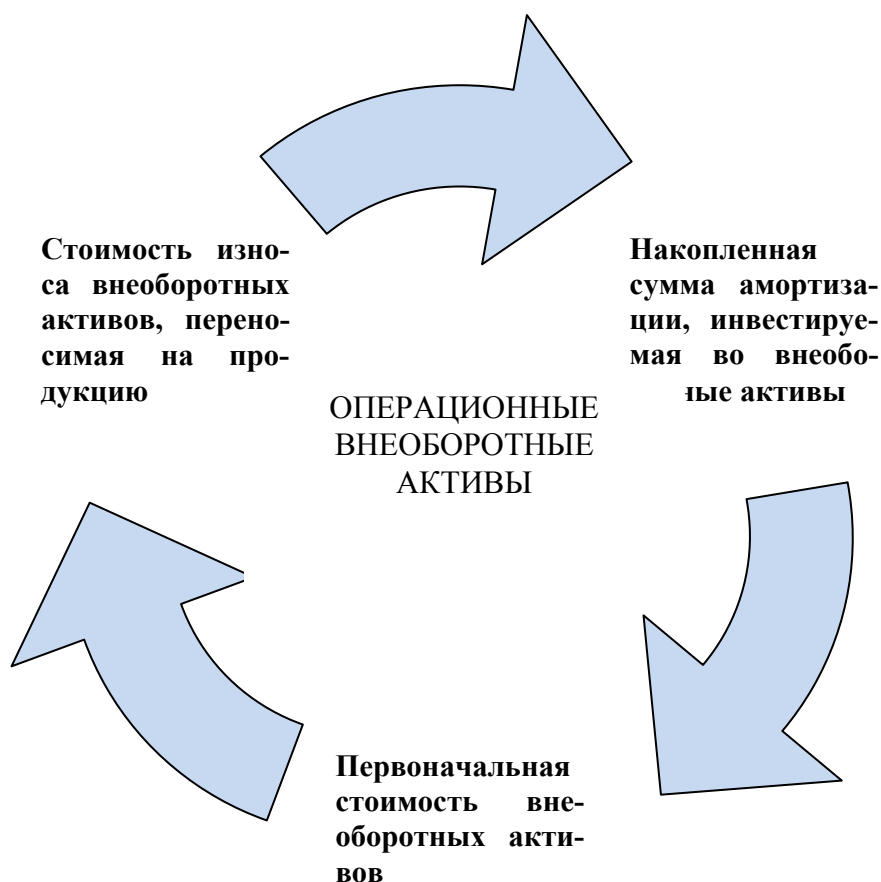 Стоимость изно-
са внеоборотных
активов, перено-
симая на про-
дукцию
Накопленная
сумма амортиза-
ции, инвестируе-
мая во внеобо-
ные активы
ОПЕРАЦИОННЫЕ
ВНЕОБОРОТНЫЕ
АКТИВЫ
Первоначальная
стоимость вне-
оборотных акти-
вов